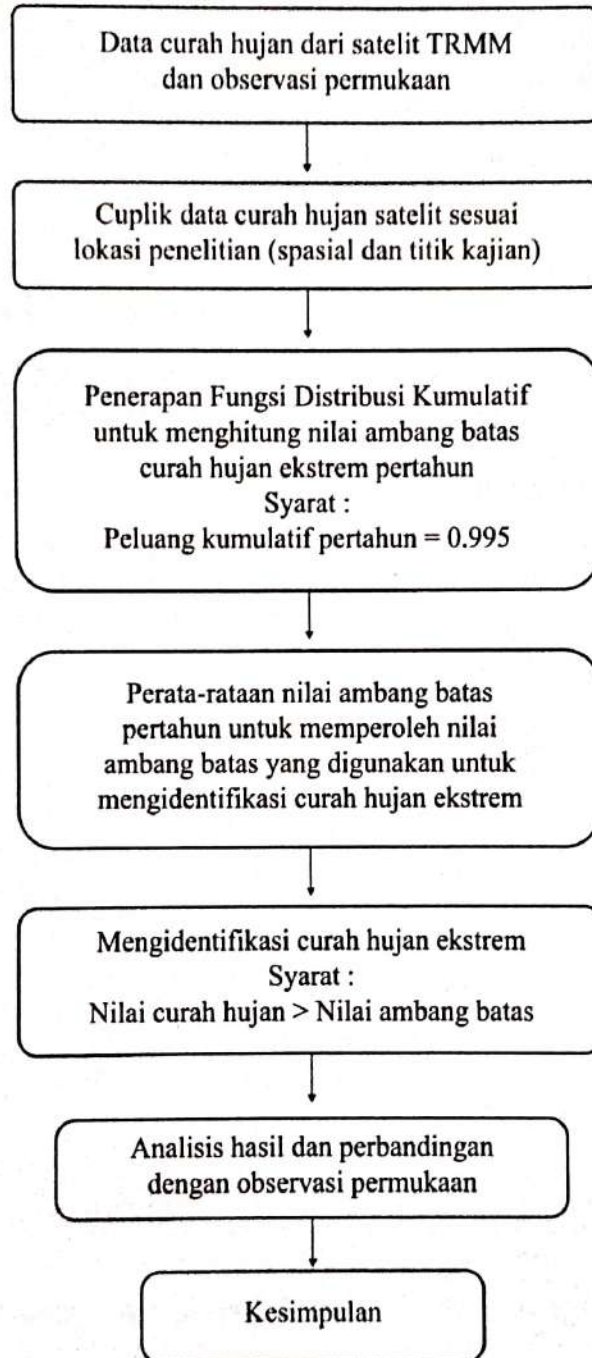 Data curah hujan dari satelit TRMM
dan observasi permukaan
Cuplik data curah hujan satelit sesuai
lokasi penelitian (spasial dan titik kajian)
Penerapan Fungsi Distribusi Kumulatif
untuk menghitung nilai ambang batas
curah hujan ekstrem pertahun
Syarat :
Peluang kumulatif pertahun = 0.995
Perata-rataan nilai ambang batas
pertahun untuk memperoleh nilai
ambang batas yang digunakan untuk
mengidentifikasi curah hujan ekstrem
Mengidentifikasi curah hujan ekstrem
Syarat :
Nilai curah hujan > Nilai ambang batas
Analisis hasil dan perbandingan
dengan observasi permukaan
Kesimpulan